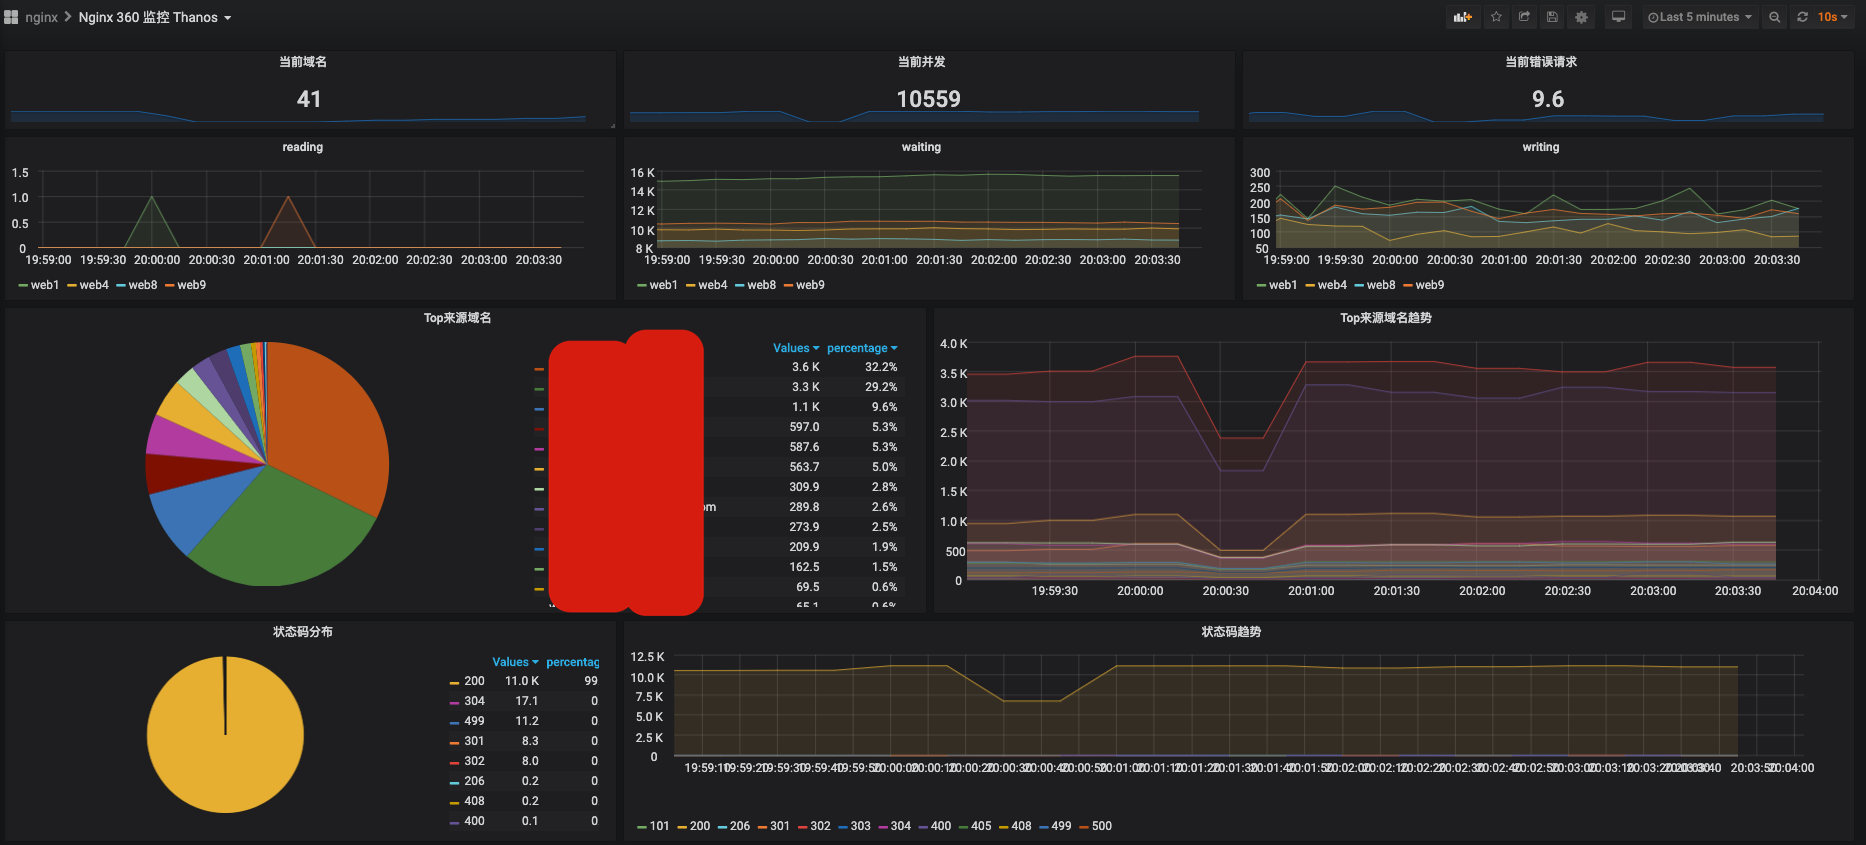 nginx > Nginx 360 监控 Thanos
Last 5 minutes
10s
当前域名
41
当前并发
10559
当前错误请求
9.6
reading
1.5
1.0
0.5
0
19:59:00 19:59:30 20:00:00 20:00:30 20:01:00 20:01:30 20:02:00 20:02:30 20:03:00 20:03:30
web1 web4 web8 web9
waiting
16 K
14 K
12 K
10 K
8 K
19:59:00 19:59:30 20:00:00 20:00:30 20:01:00 20:01:30 20:02:00 20:02:30 20:03:00 20:03:30
web1 web4 web8 web9
writing
300
250
200
150
100
50
19:59:00 19:59:30 20:00:00 20:00:30 20:01:00 20:01:30 20:02:00 20:02:30 20:03:00 20:03:30
web1 web4 web8 web9
Top来源域名
Values percentage
3.6 K 32.2%
3.3 K 29.2%
1.1 K 9.6%
597.0 5.3%
587.6 5.3%
563.7 5.0%
309.9 2.8%
om 289.8 2.6%
273.9 2.5%
209.9 1.9%
162.5 1.5%
69.5 0.6%
65.1 0.6%
Top来源域名趋势
4.0 K
3.5 K
3.0 K
2.5 K
2.0 K
1.5 K
1.0 K
500
0
19:59:30 20:00:00 20:00:30 20:01:00 20:01:30 20:02:00 20:02:30 20:03:00 20:03:30 20:04:00
状态码分布
Values percentag
200 11.0 K 99
304 17.1 0
499 11.2 0
301 8.3 0
302 8.0 0
206 0.2 0
408 0.2 0
400 0.1 0
状态码趋势
12.5 K
10.0 K
7.5 K
5.0 K
2.5 K
0
19:59:10 19:59:20 19:59:30 19:59:40 19:59:50 20:00:00 20:00:10 20:00:20 20:00:30 20:00:40 20:00:50 20:01:00 20:01:10 20:01:20 20:01:30 20:01:40 20:01:50 20:02:00 20:02:10 20:02:20 20:02:30 20:02:40 20:02:50 20:03:00 20:03:10 20:03:20 20:03:30 20:03:40 20:03:50 20:04:00
101 200 206 301 302 303 304 400 405 408 499 500